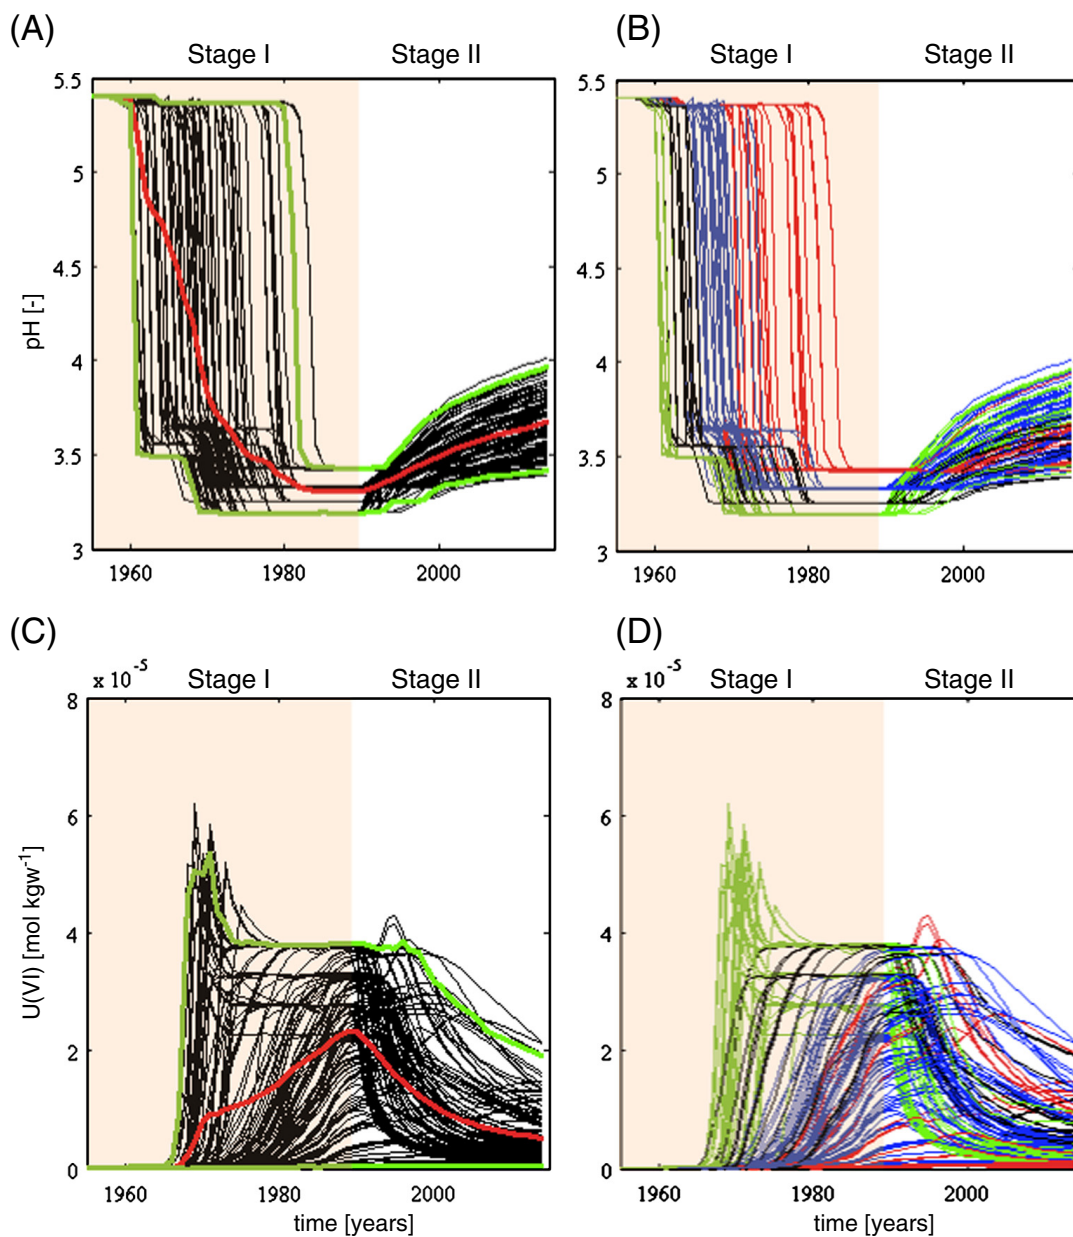 (A)
(B)
Stage I
Stage II
Stage I
Stage II
5.5
5
4.5
4
3.5
3
pH [-]
1960
1980
2000
5.5
5
4.5
4
3.5
3
1960
1980
2000
(C)
(D)
x 10⁻⁵
Stage I
Stage II
x 10⁻⁵
Stage I
Stage II
8
6
4
2
0
U(VI) [mol kgw⁻¹]
1960
1980
2000
time [years]
8
6
4
2
0
1960
1980
2000
time [years]